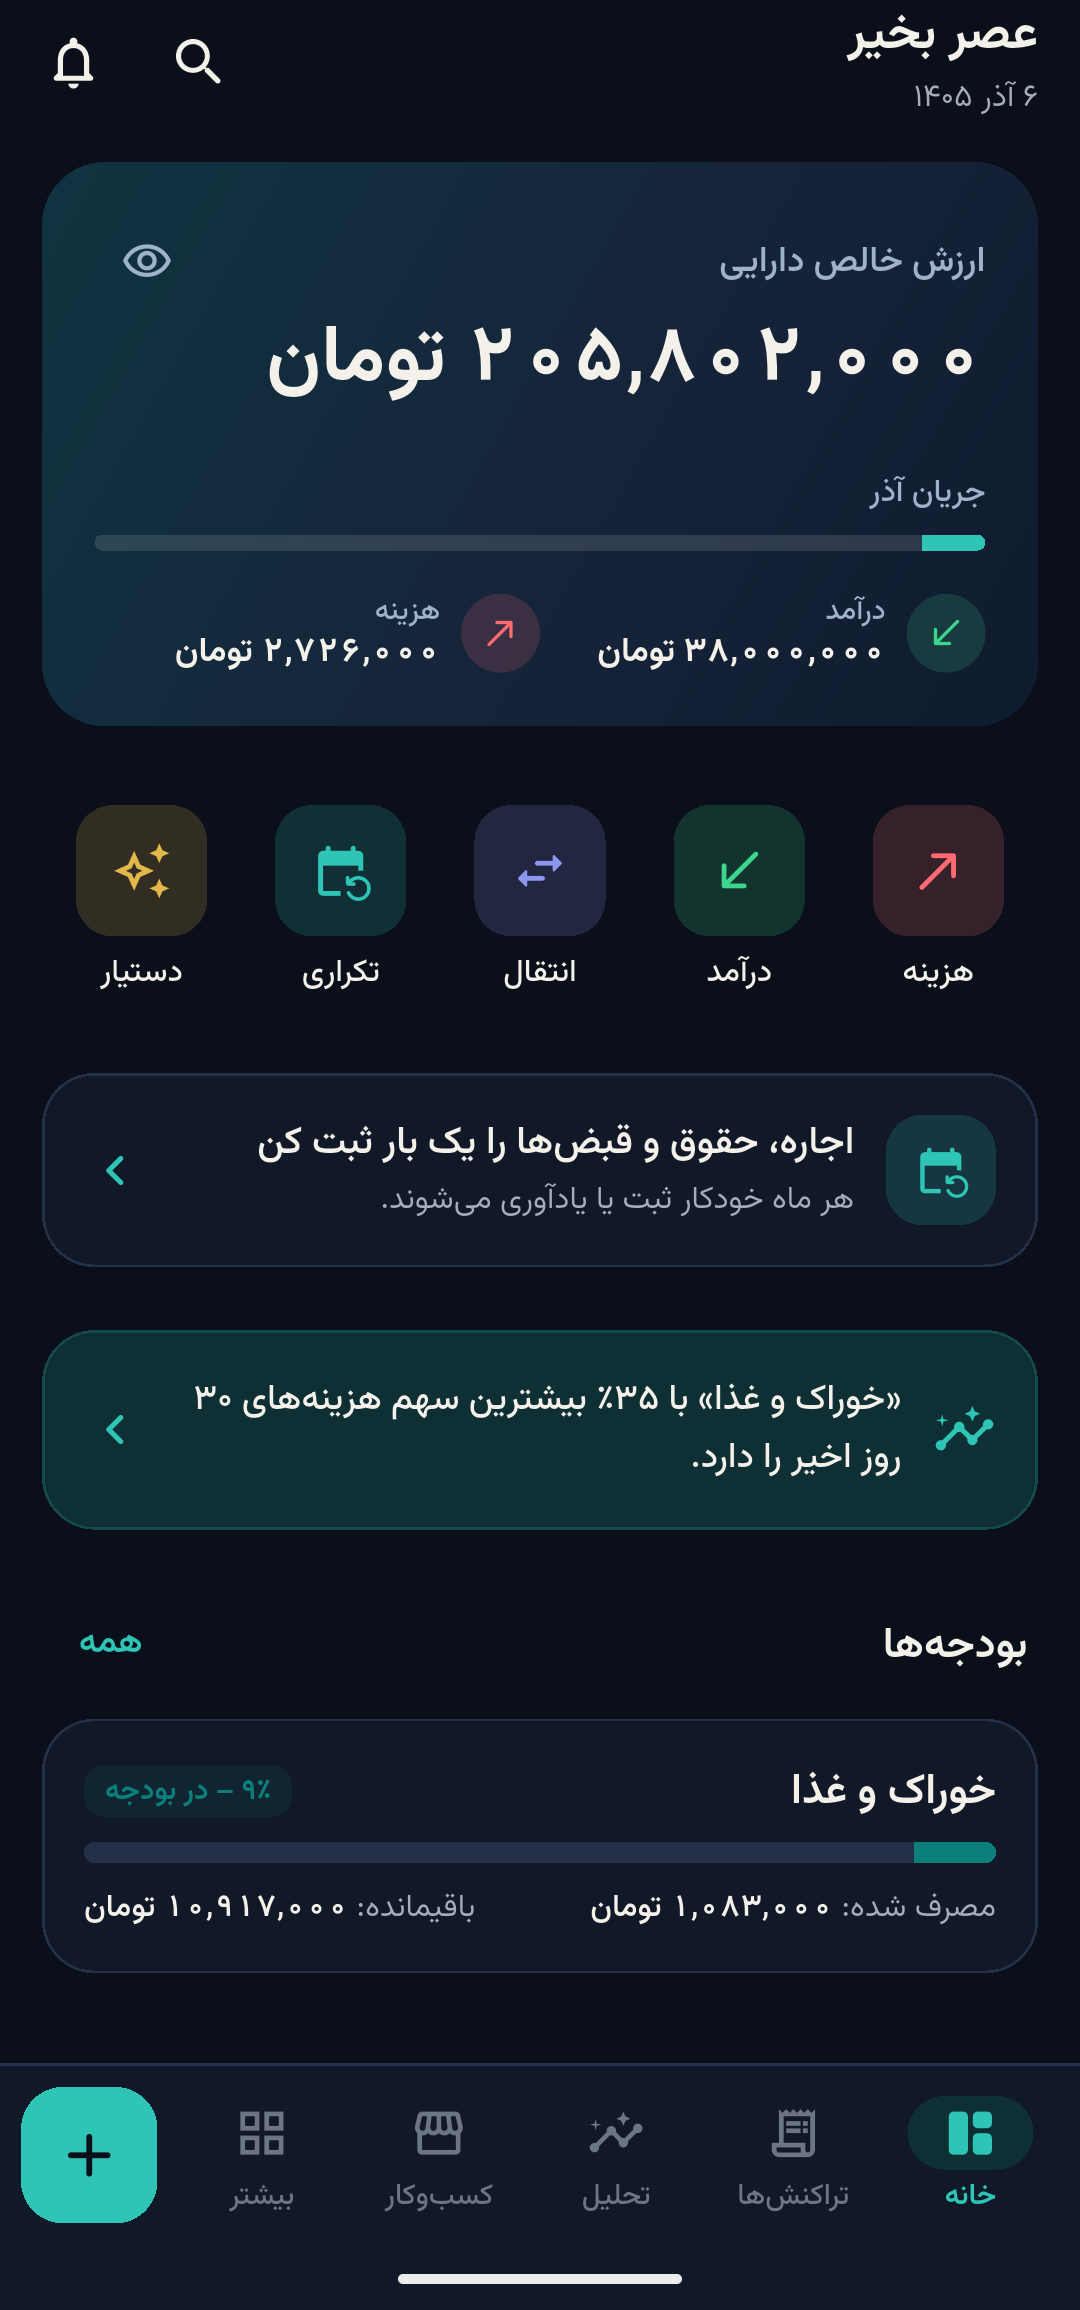 عصر بخیر
۶ آذر ۱۴۰۵
ارزش خالص دارایی
۲۰۵,۸۰۲,۰۰۰ تومان
جریان آذر
درآمد
۳۸,۰۰۰,۰۰۰ تومان
هزینه
۲,۷۲۶,۰۰۰ تومان
هزینه
درآمد
انتقال
تکراری
دستیار
اجاره، حقوق و قبض‌ها را یک بار ثبت کن
هر ماه خودکار ثبت یا یادآوری می‌شوند.
«خوراک و غذا» با ۳۵٪ بیشترین سهم هزینه‌های ۳۰
روز اخیر را دارد.
بودجه‌ها
همه
خوراک و غذا
۹٪ – در بودجه
مصرف شده: ۱,۰۸۳,۰۰۰ تومان
باقیمانده: ۱۰,۹۱۷,۰۰۰ تومان
خانه
تراکنش‌ها
تحلیل
کسب‌وکار
بیشتر